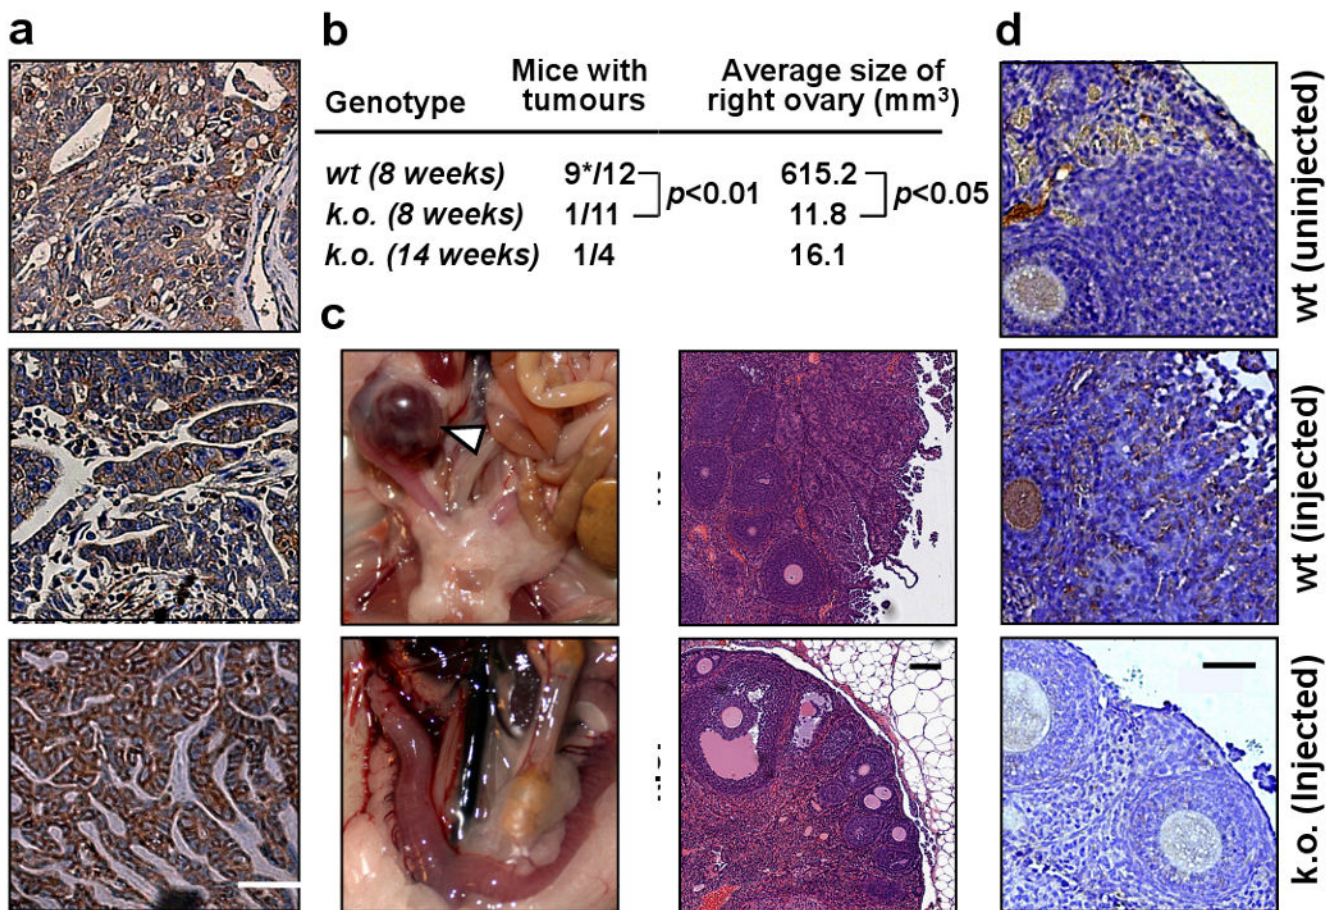 a
b
Genotype Mice with tumours Average size of right ovary (mm³)
wt (8 weeks) 9*/12 615.2
p<0.01 p<0.05
k.o. (8 weeks) 1/11 11.8
k.o. (14 weeks) 1/4 16.1
c
d
wt (uninjected)
wt (injected)
k.o. (Injected)